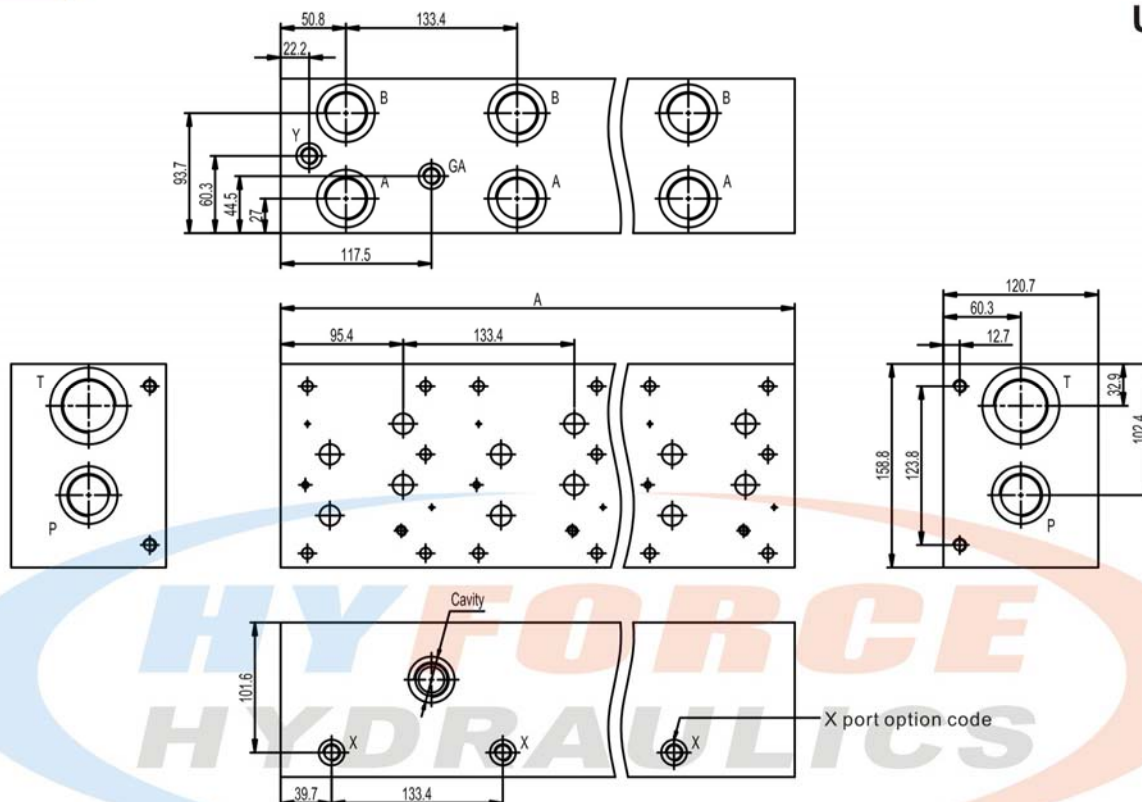 U
50.8 133.4
22.2
B B B
Y
GA
A A A
93.7
60.3
44.5
27
117.5
A
95.4 133.4
T
P
120.7
60.3
12.7
T
32.9
102.4
158.8
123.8
P
Cavity
HYFORCE
HYDRAULICS
101.6
X X
X port option code
39.7 133.4